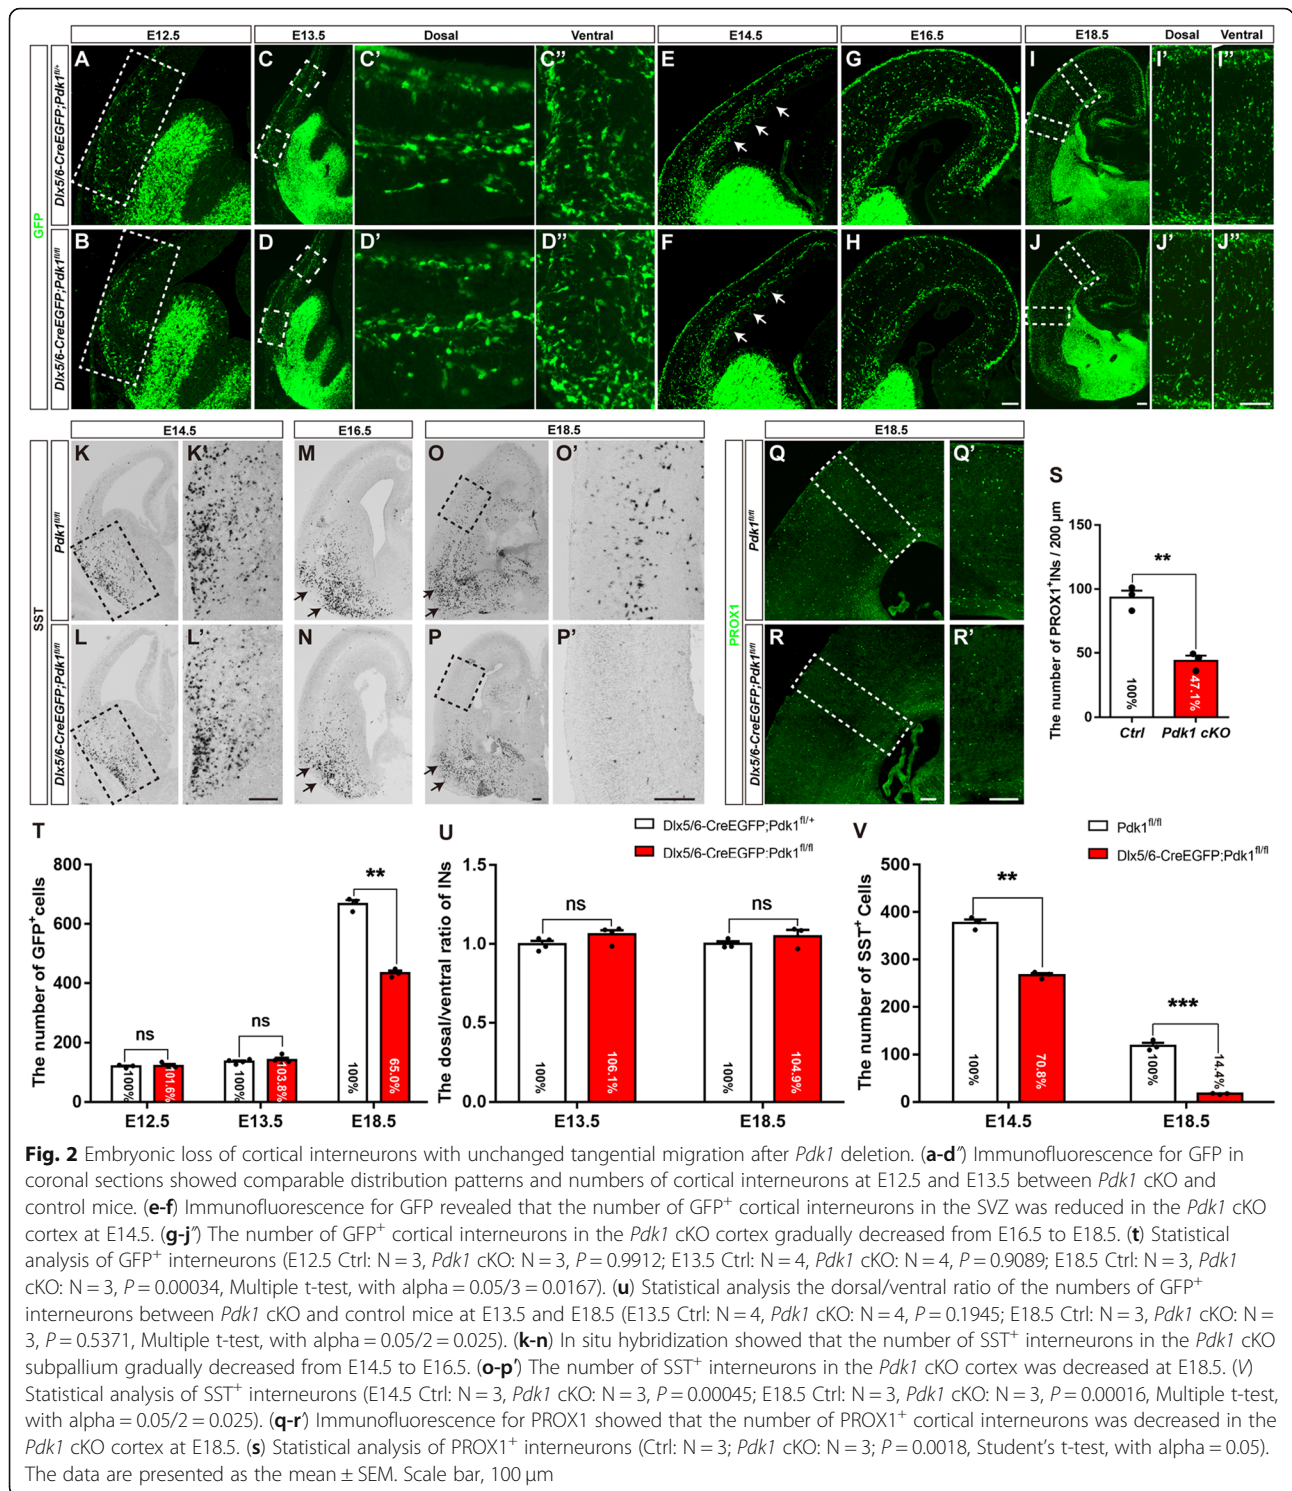 E12.5 E13.5 Dosal Ventral E14.5 E16.5 E18.5 Dosal Ventral
GFP
Dlx5/6-CreEGFP;Pdk1fl/+
A C C' C'' E G I I' I''
Dlx5/6-CreEGFP;Pdk1fl/fl
B D D' D'' F H J J' J''
E14.5 E16.5 E18.5
SST
Pdk1fl/fl
K K' M O O'
Dlx5/6-CreEGFP;Pdk1fl/fl
L L' N P P'
E18.5
PROX1
Pdk1fl/fl
Q Q'
Dlx5/6-CreEGFP;Pdk1fl/fl
R R'
S
The number of PROX1+INs / 200 μm
150
100
50
0
**
100%
47.1%
Ctrl Pdk1 cKO
T
The number of GFP+cells
800
600
400
200
0
ns
ns
**
100%
101.6%
100%
103.8%
100%
65.0%
E12.5 E13.5 E18.5
U
Dlx5/6-CreEGFP;Pdk1fl/+
Dlx5/6-CreEGFP:Pdk1fl/fl
The dosal/ventral ratio of INs
1.5
1.0
0.5
0.0
ns
ns
100%
106.1%
100%
104.9%
E13.5 E18.5
V
Pdk1fl/fl
Dlx5/6-CreEGFP;Pdk1fl/fl
The number of SST+ Cells
500
400
300
200
100
0
**
***
100%
70.8%
100%
14.4%
E14.5 E18.5
Fig. 2 Embryonic loss of cortical interneurons with unchanged tangential migration after Pdk1 deletion. (a-d″) Immunofluorescence for GFP in
coronal sections showed comparable distribution patterns and numbers of cortical interneurons at E12.5 and E13.5 between Pdk1 cKO and
control mice. (e-f) Immunofluorescence for GFP revealed that the number of GFP+ cortical interneurons in the SVZ was reduced in the Pdk1 cKO
cortex at E14.5. (g-j″) The number of GFP+ cortical interneurons in the Pdk1 cKO cortex gradually decreased from E16.5 to E18.5. (t) Statistical
analysis of GFP+ interneurons (E12.5 Ctrl: N = 3, Pdk1 cKO: N = 3, P = 0.9912; E13.5 Ctrl: N = 4, Pdk1 cKO: N = 4, P = 0.9089; E18.5 Ctrl: N = 3, Pdk1
cKO: N = 3, P = 0.00034, Multiple t-test, with alpha = 0.05/3 = 0.0167). (u) Statistical analysis the dorsal/ventral ratio of the numbers of GFP+
interneurons between Pdk1 cKO and control mice at E13.5 and E18.5 (E13.5 Ctrl: N = 4, Pdk1 cKO: N = 4, P = 0.1945; E18.5 Ctrl: N = 3, Pdk1 cKO: N =
3, P = 0.5371, Multiple t-test, with alpha = 0.05/2 = 0.025). (k-n) In situ hybridization showed that the number of SST+ interneurons in the Pdk1 cKO
subpallium gradually decreased from E14.5 to E16.5. (o-p′) The number of SST+ interneurons in the Pdk1 cKO cortex was decreased at E18.5. (V)
Statistical analysis of SST+ interneurons (E14.5 Ctrl: N = 3, Pdk1 cKO: N = 3, P = 0.00045; E18.5 Ctrl: N = 3, Pdk1 cKO: N = 3, P = 0.00016, Multiple t-test,
with alpha = 0.05/2 = 0.025). (q-r′) Immunofluorescence for PROX1 showed that the number of PROX1+ cortical interneurons was decreased in the
Pdk1 cKO cortex at E18.5. (s) Statistical analysis of PROX1+ interneurons (Ctrl: N = 3; Pdk1 cKO: N = 3; P = 0.0018, Student's t-test, with alpha = 0.05).
The data are presented as the mean ± SEM. Scale bar, 100 μm